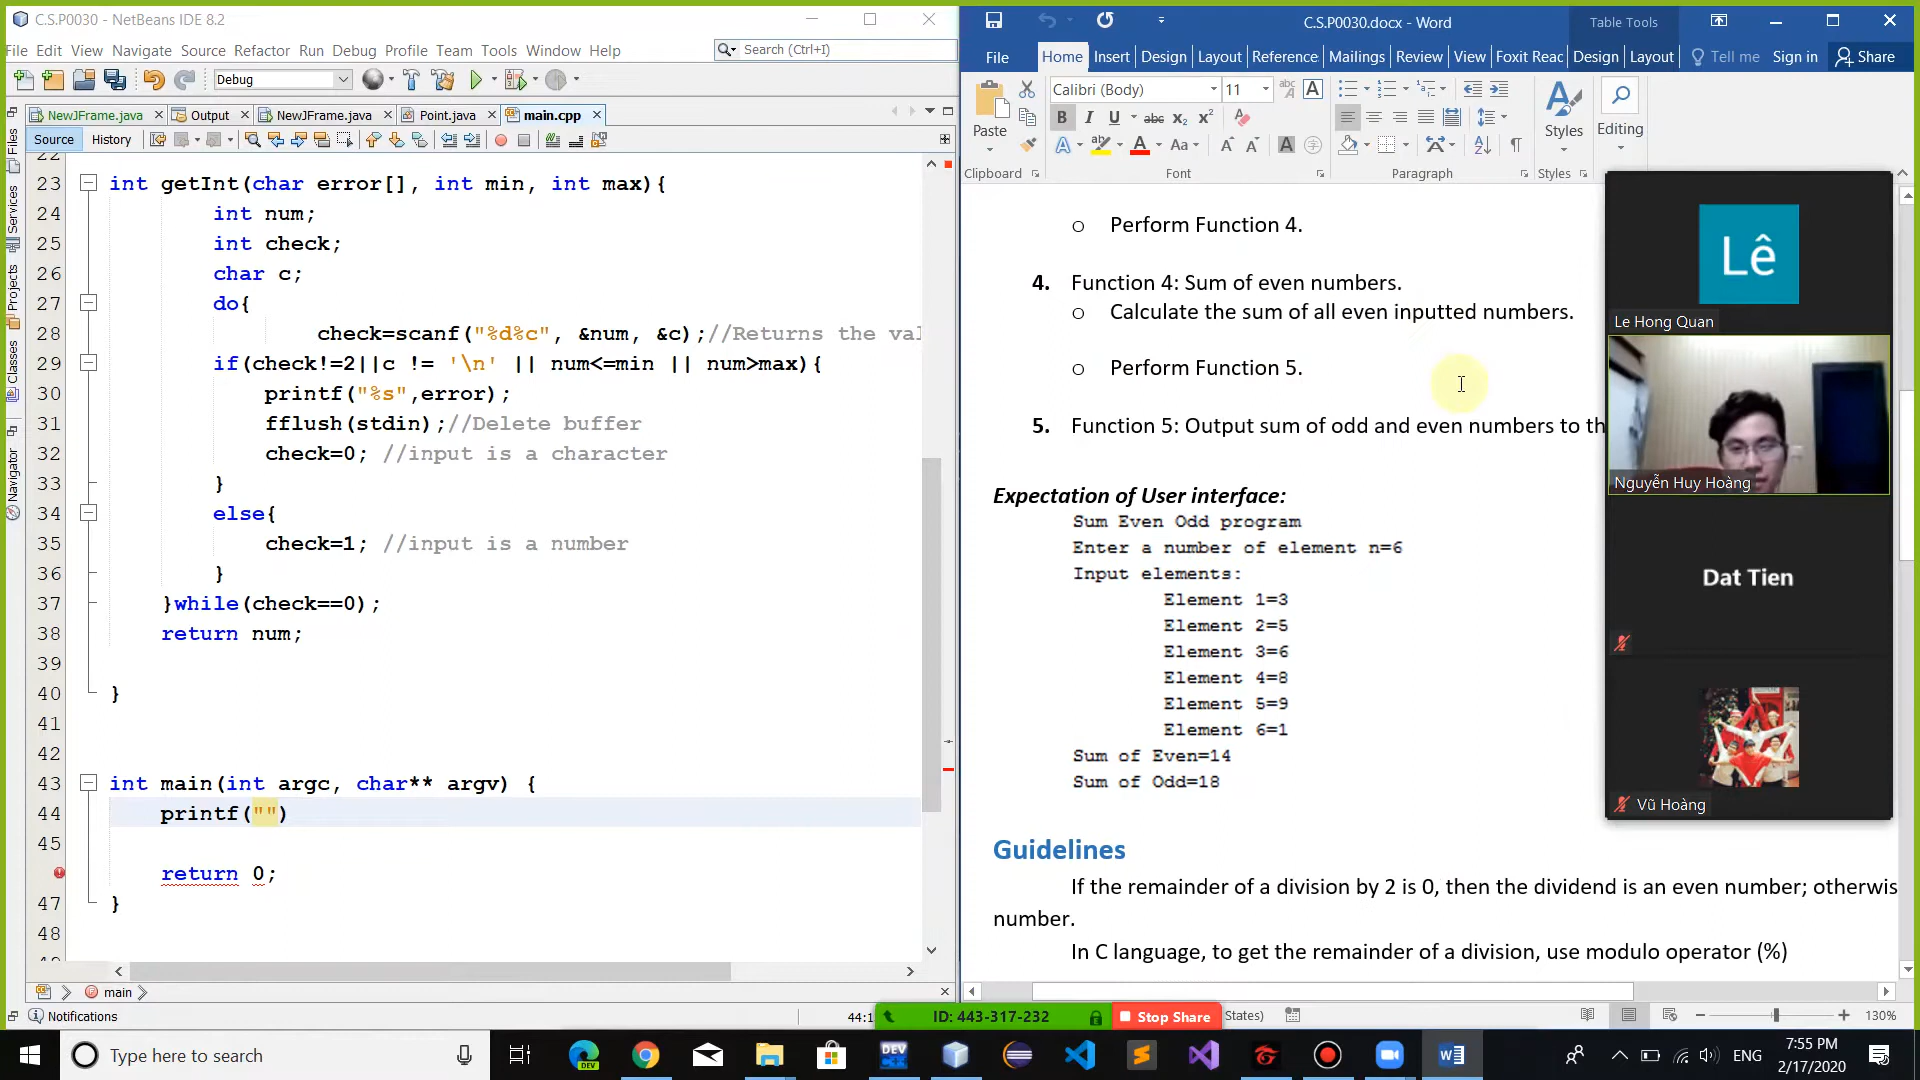 C.S.P0030 - NetBeans IDE 8.2
File Edit View Navigate Source Refactor Run Debug Profile Team Tools Window Help
Search (Ctrl+I)
Debug
NewJFrame.java Output NewJFrame.java Point.java main.cpp
Source History
Files
Services
Projects
Classes
Navigator
22
23 int getInt(char error[], int min, int max){
24 int num;
25 int check;
26 char c;
27 do{
28 check=scanf("%d%c", &num, &c);//Returns the val
29 if(check!=2||c != '\n' || num<=min || num>max){
30 printf("%s",error);
31 fflush(stdin);//Delete buffer
32 check=0; //input is a character
33 }
34 else{
35 check=1; //input is a number
36 }
37 }while(check==0);
38 return num;
39
40 }
41
42
43 int main(int argc, char** argv) {
44 printf("")
45
return 0;
47 }
48
main
Notifications
44:1
ID: 443-317-232
Stop Share
C.S.P0030.docx - Word
Table Tools
File Home Insert Design Layout Reference Mailings Review View Foxit Reac Design Layout Tell me Sign in Share
Paste
Calibri (Body) 11
Styles
Editing
Clipboard Font Paragraph Styles
o Perform Function 4.
4. Function 4: Sum of even numbers.
o Calculate the sum of all even inputted numbers.
o Perform Function 5.
5. Function 5: Output sum of odd and even numbers to th
Expectation of User interface:
Sum Even Odd program
Enter a number of element n=6
Input elements:
Element 1=3
Element 2=5
Element 3=6
Element 4=8
Element 5=9
Element 6=1
Sum of Even=14
Sum of Odd=18
Guidelines
If the remainder of a division by 2 is 0, then the dividend is an even number; otherwis
number.
In C language, to get the remainder of a division, use modulo operator (%)
States)
130%
Lê
Le Hong Quan
Nguyễn Huy Hoàng
Dat Tien
Vũ Hoàng
Type here to search
DEV
DEV
ENG
7:55 PM
2/17/2020